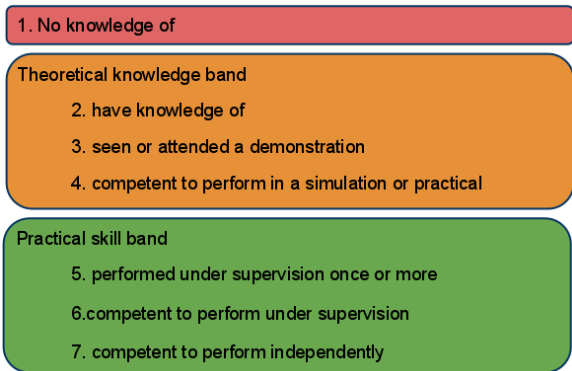 1. No knowledge of
Theoretical knowledge band
2. have knowledge of
3. seen or attended a demonstration
4. competent to perform in a simulation or practical
Practical skill band
5. performed under supervision once or more
6.competent to perform under supervision
7. competent to perform independently